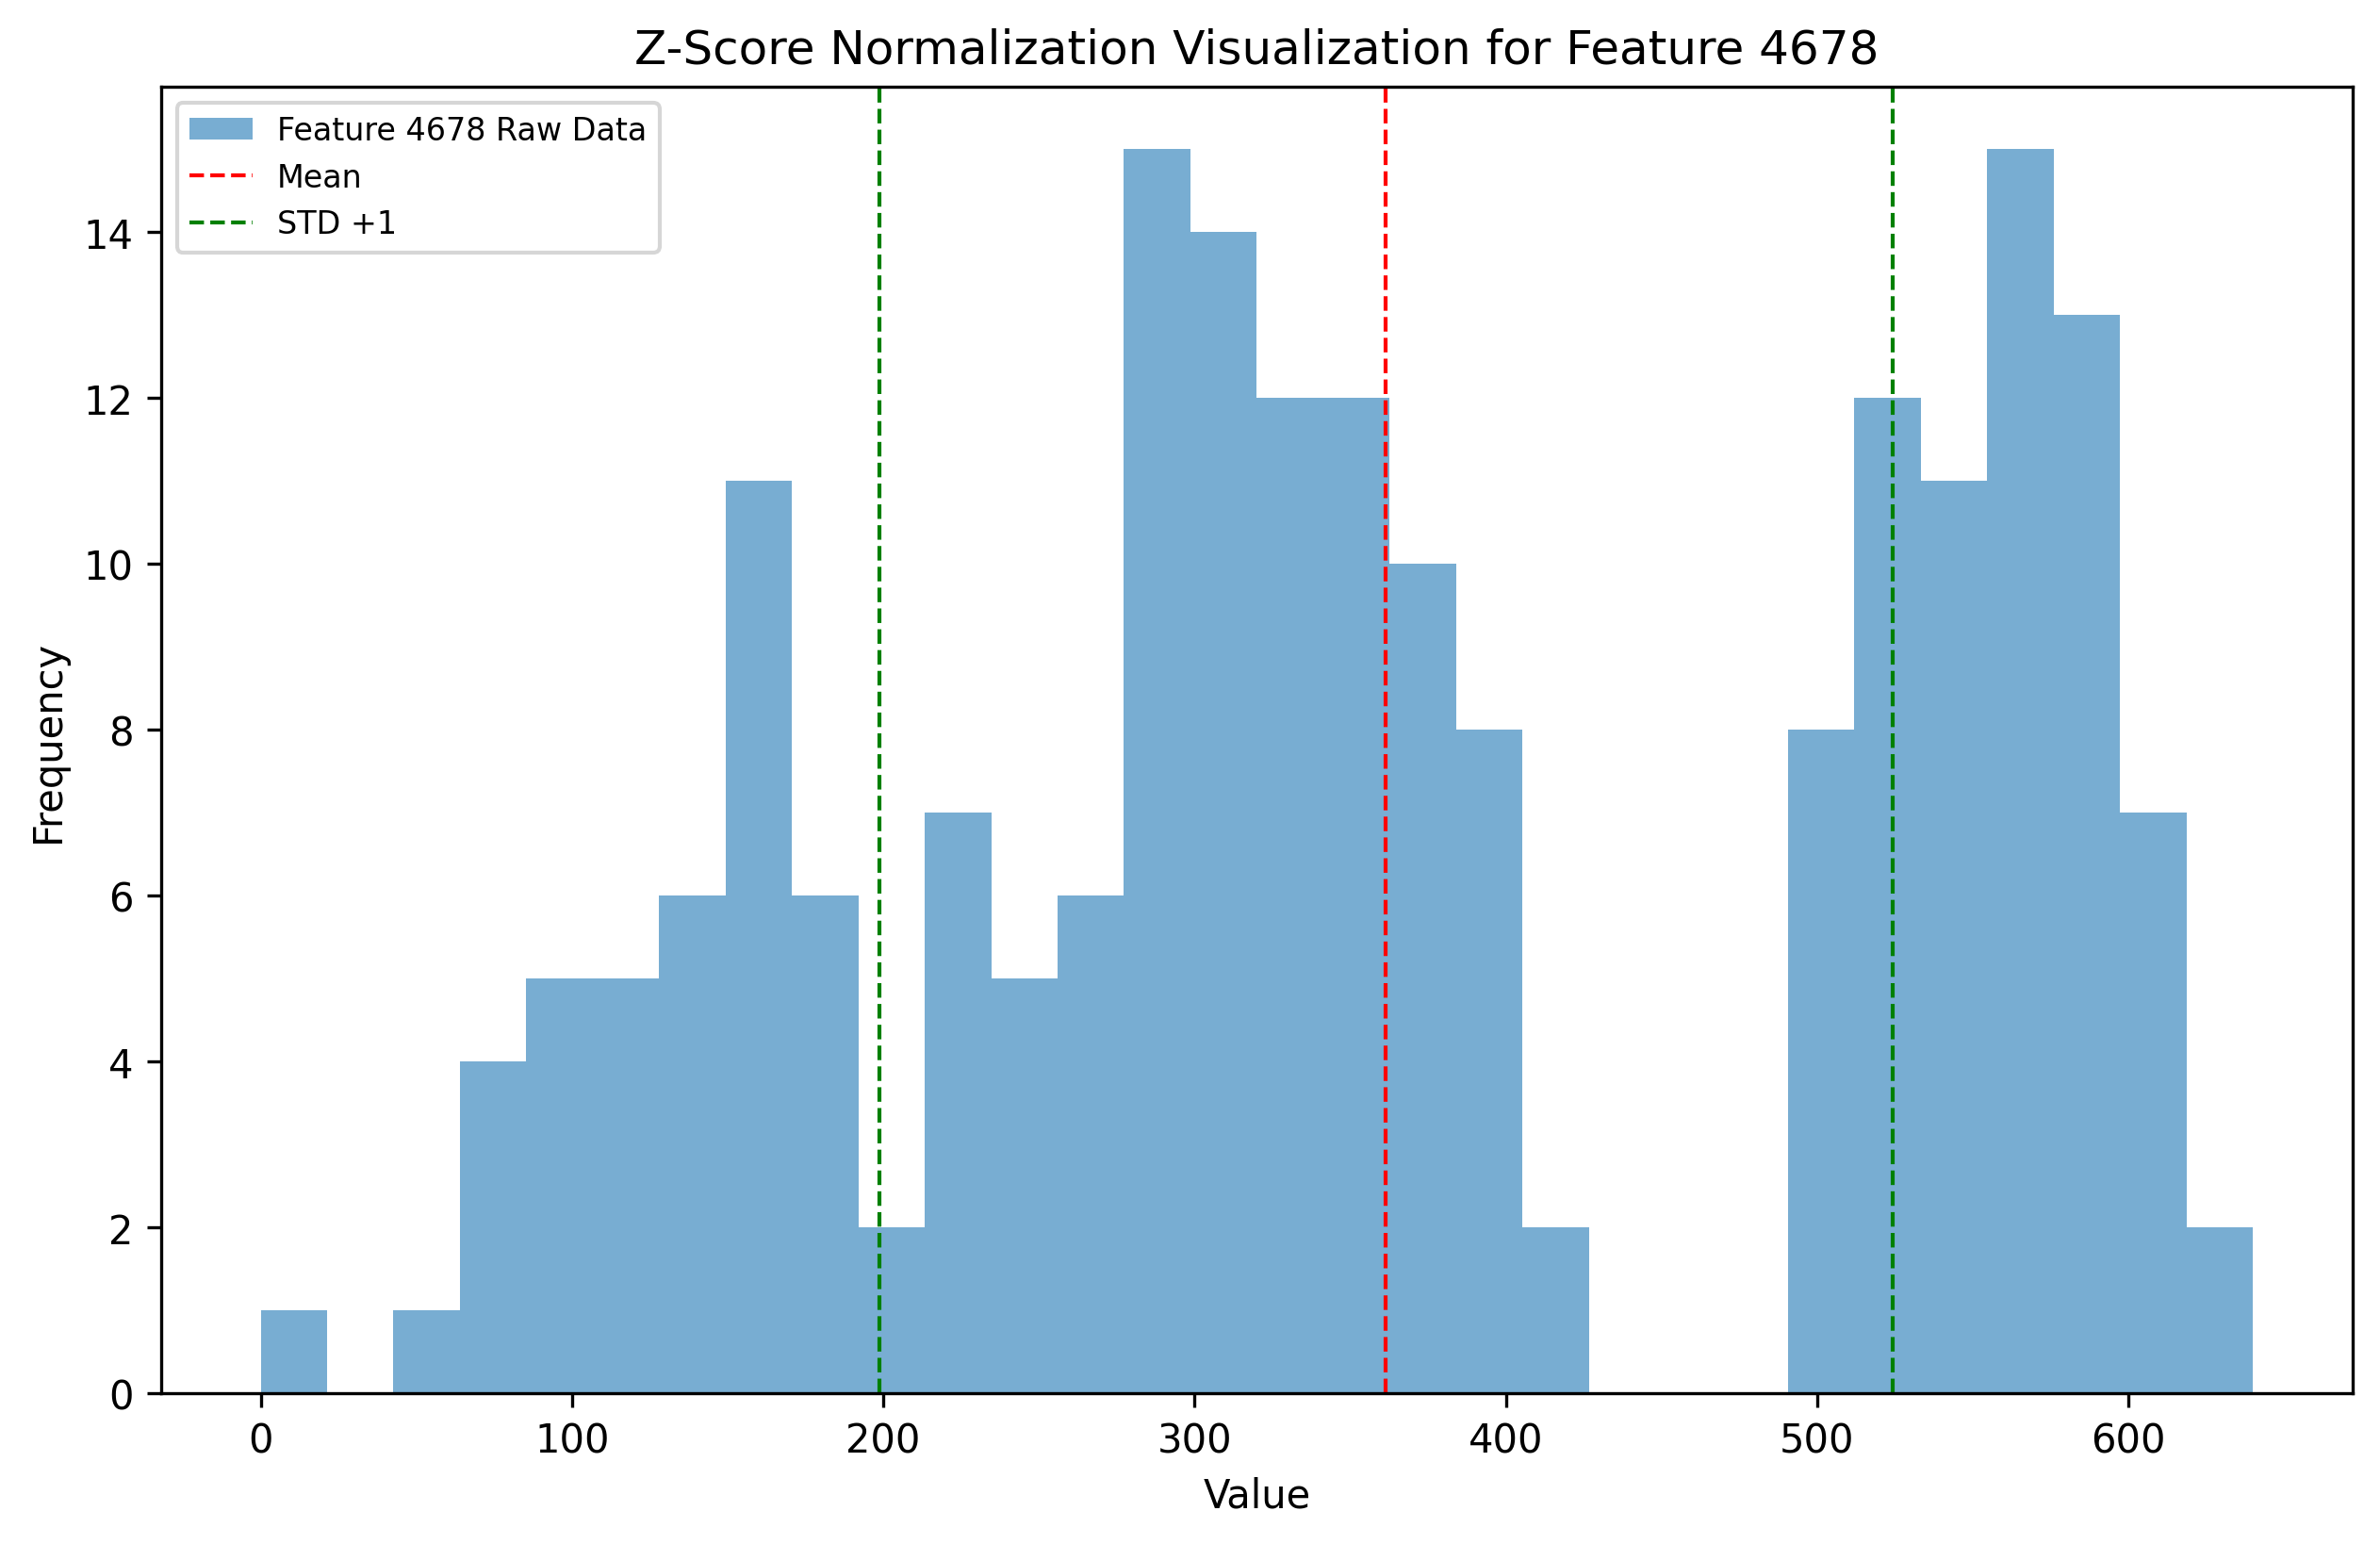 Z-Score Normalization Visualization for Feature 4678
Feature 4678 Raw Data
Mean
STD +1
Frequency
14
12
10
8
6
4
2
0
0 100 200 300 400 500 600
Value